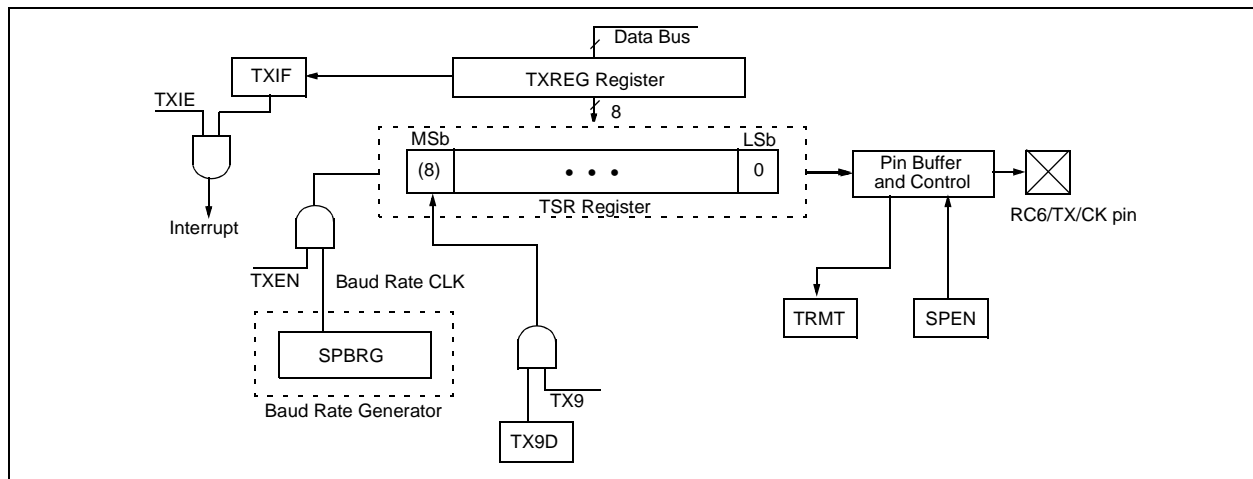 Data Bus
TXIF
TXREG Register
TXIE
8
MSb
LSb
(8)
• • •
0
Pin Buffer
and Control
TSR Register
Interrupt
RC6/TX/CK pin
TXEN
Baud Rate CLK
TRMT
SPEN
SPBRG
TX9
Baud Rate Generator
TX9D